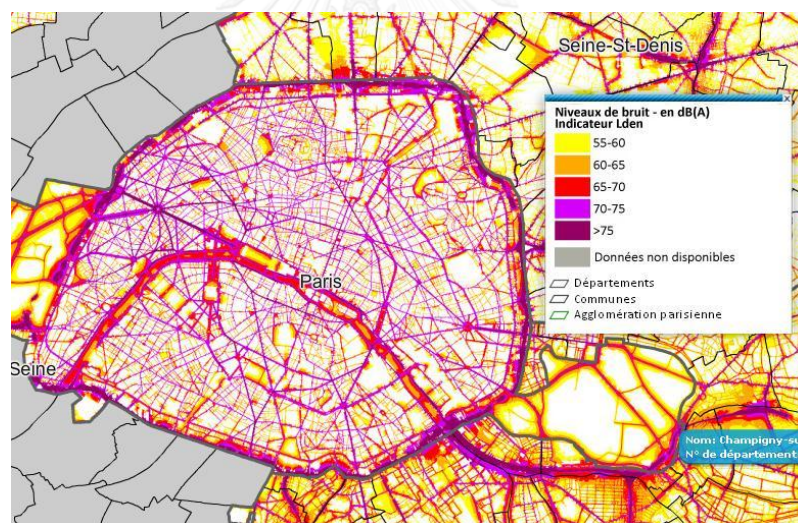 Seine-St-Denis
Niveaux de bruit - en dB(A)
Indicateur Lden
55-60
60-65
65-70
70-75
>75
Données non disponibles
Départements
Communes
Agglomération parisienne
Paris
Seine
Nom: Champigny-su
N° de département